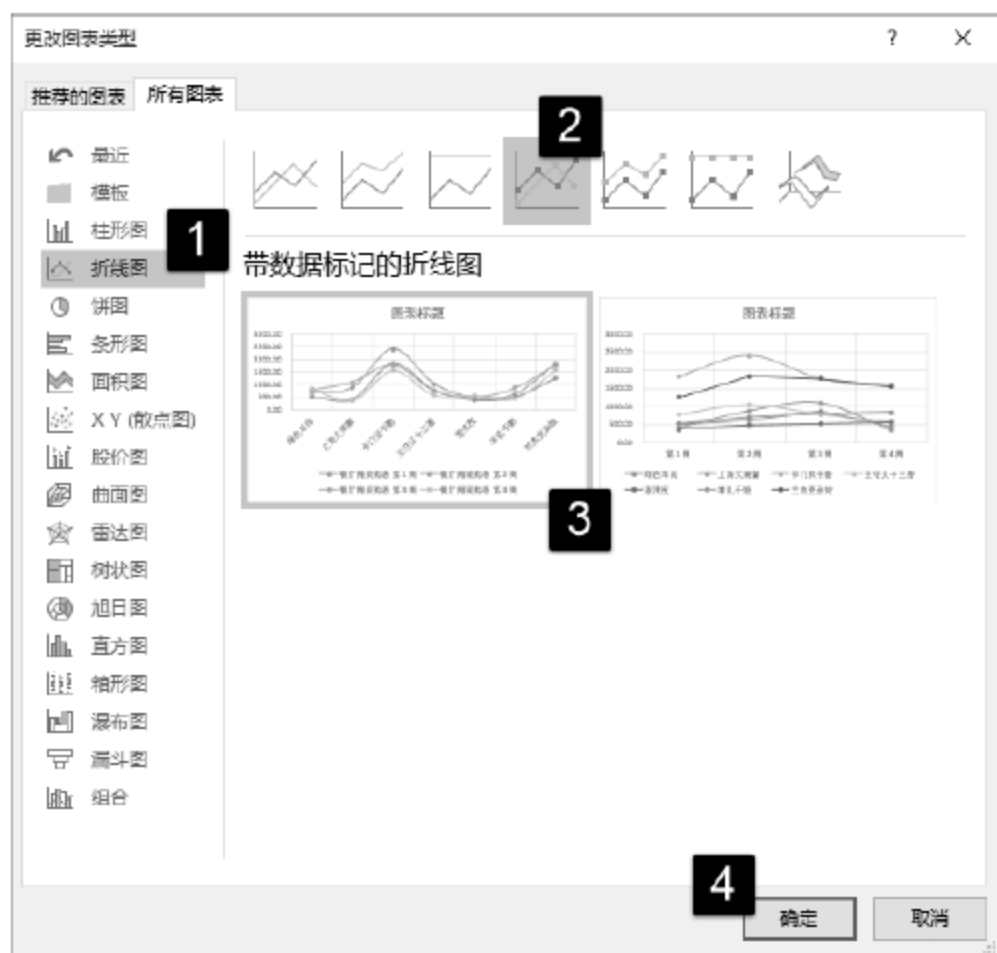 更改图表类型 ? ×
推荐的图表 所有图表
2
最近
模板
柱形图
1
折线图
带数据标记的折线图
饼图
条形图
面积图
X Y (散点图)
股价图
曲面图
雷达图
树状图
旭日图
直方图
箱形图
瀑布图
漏斗图
组合
图表标题
图表标题
第1周 第2周 第3周 第4周
3
4
确定 取消